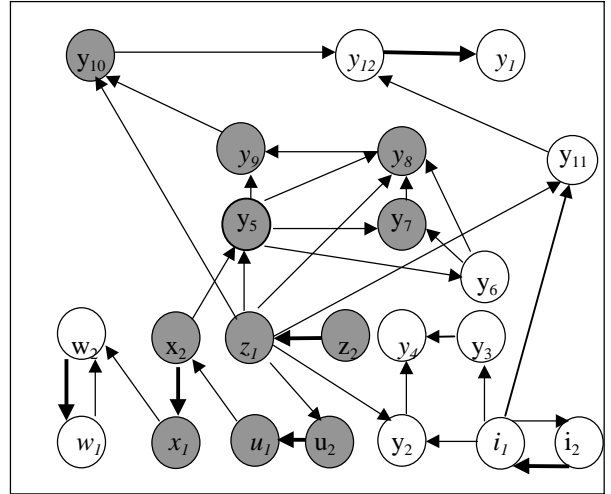 y10 y12 y1
y9 y8 y11
y5 y7
y6
w2 x2 z1 z2 y4 y3
w1 x1 u1 u2 y2 i1 i2